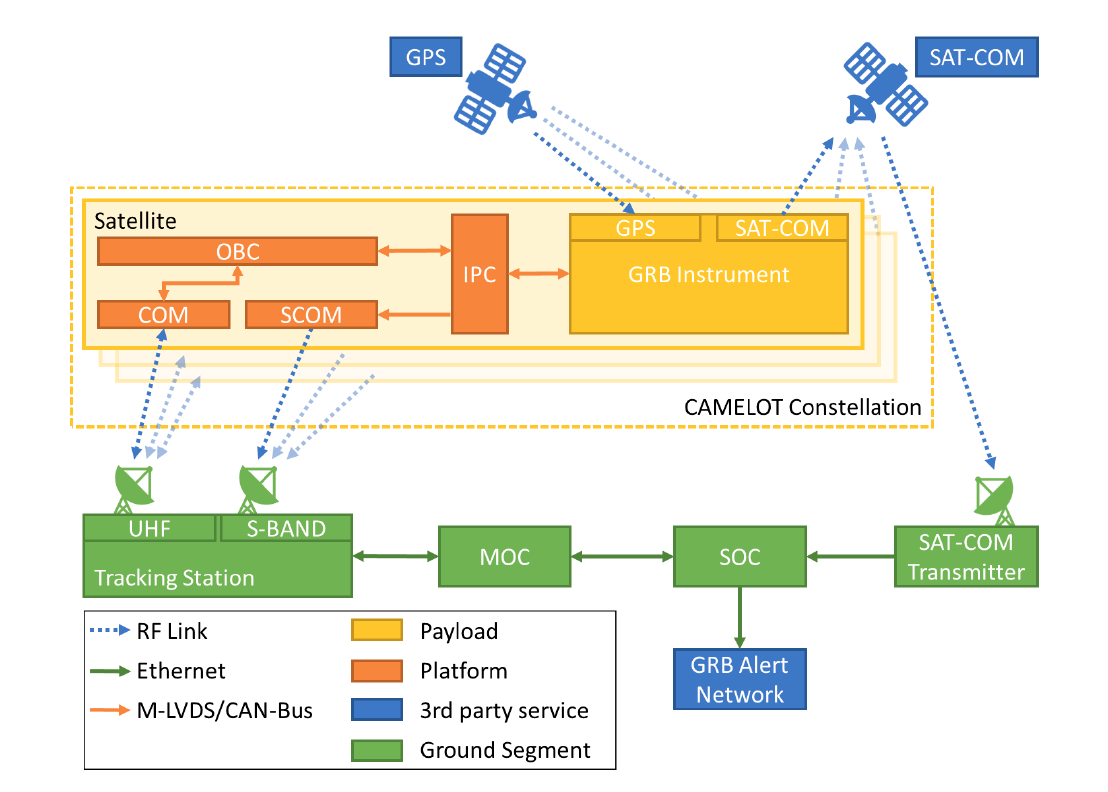 GPS
SAT-COM
Satellite
OBC
COM
SCOM
IPC
GPS
SAT-COM
GRB Instrument
CAMELOT Constellation
UHF
S-BAND
Tracking Station
MOC
SOC
SAT-COM
Transmitter
GRB Alert
Network
RF Link
Ethernet
M-LVDS/CAN-Bus
Payload
Platform
3rd party service
Ground Segment